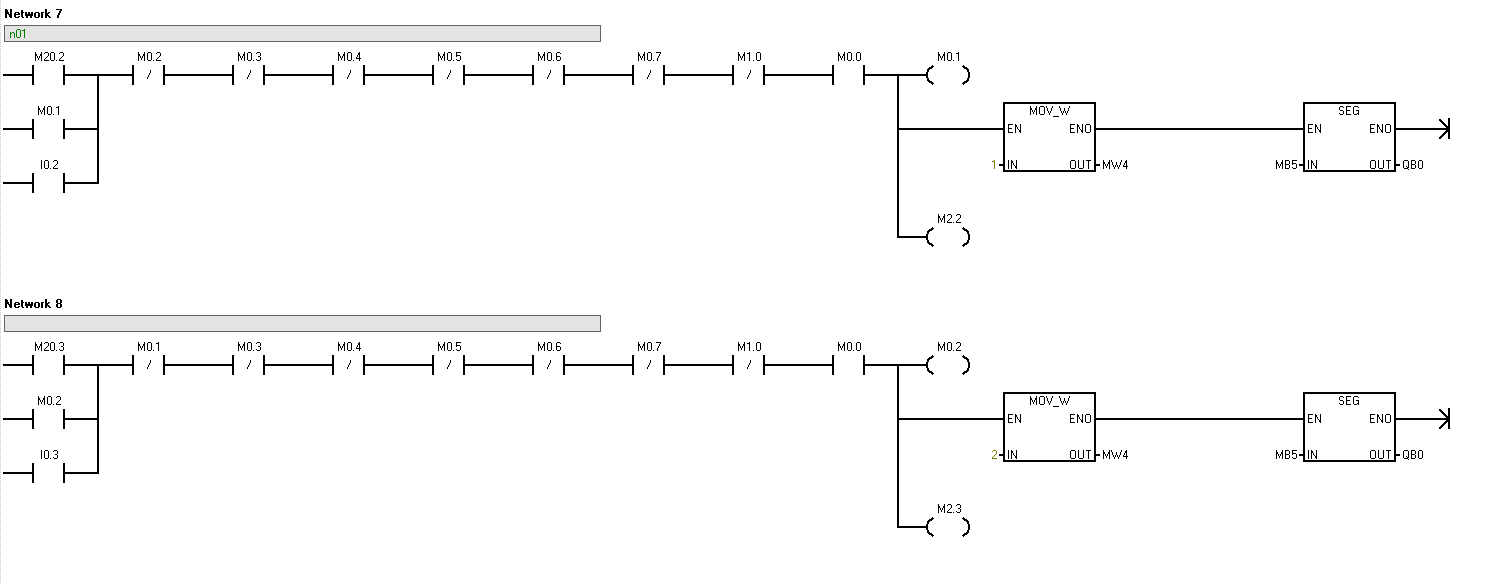 Network 7
n01
M20.2 M0.2 M0.3 M0.4 M0.5 M0.6 M0.7 M1.0 M0.0 M0.1
/ / / / / / /
M0.1 MOV_W SEG
EN ENO EN ENO
I0.2 1 IN OUT MW4 MB5 IN OUT QB0
M2.2
Network 8
M20.3 M0.1 M0.3 M0.4 M0.5 M0.6 M0.7 M1.0 M0.0 M0.2
/ / / / / / /
M0.2 MOV_W SEG
EN ENO EN ENO
I0.3 2 IN OUT MW4 MB5 IN OUT QB0
M2.3